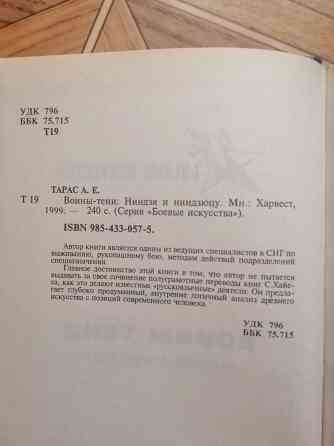 УДК 796
ББК 75.715
Т19
ТАРАС А. Е.
Т 19 Воины-тени: Ниндзя и ниндзюцу. Мн.: Харвест,
1999. — 240 с. (Серия «Боевые искусства»).
ISBN 985-433-057-5.
Автор книги является одним из ведущих специалистов в СНГ по
выживанию, рукопашному бою, методам действий подразделений
спецназначения.
Главное достоинство этой книги в том, что автор не пытается
выдавать за свое сочинение полуграмотные переводы книг С.Хайе-
са, как это делают известные «русскоязычные» деятели. Он предла-
гает глубоко продуманный, внутренне логичный анализ древнего
искусства с позиций современного человека.
УДК 796
ББК 75.715